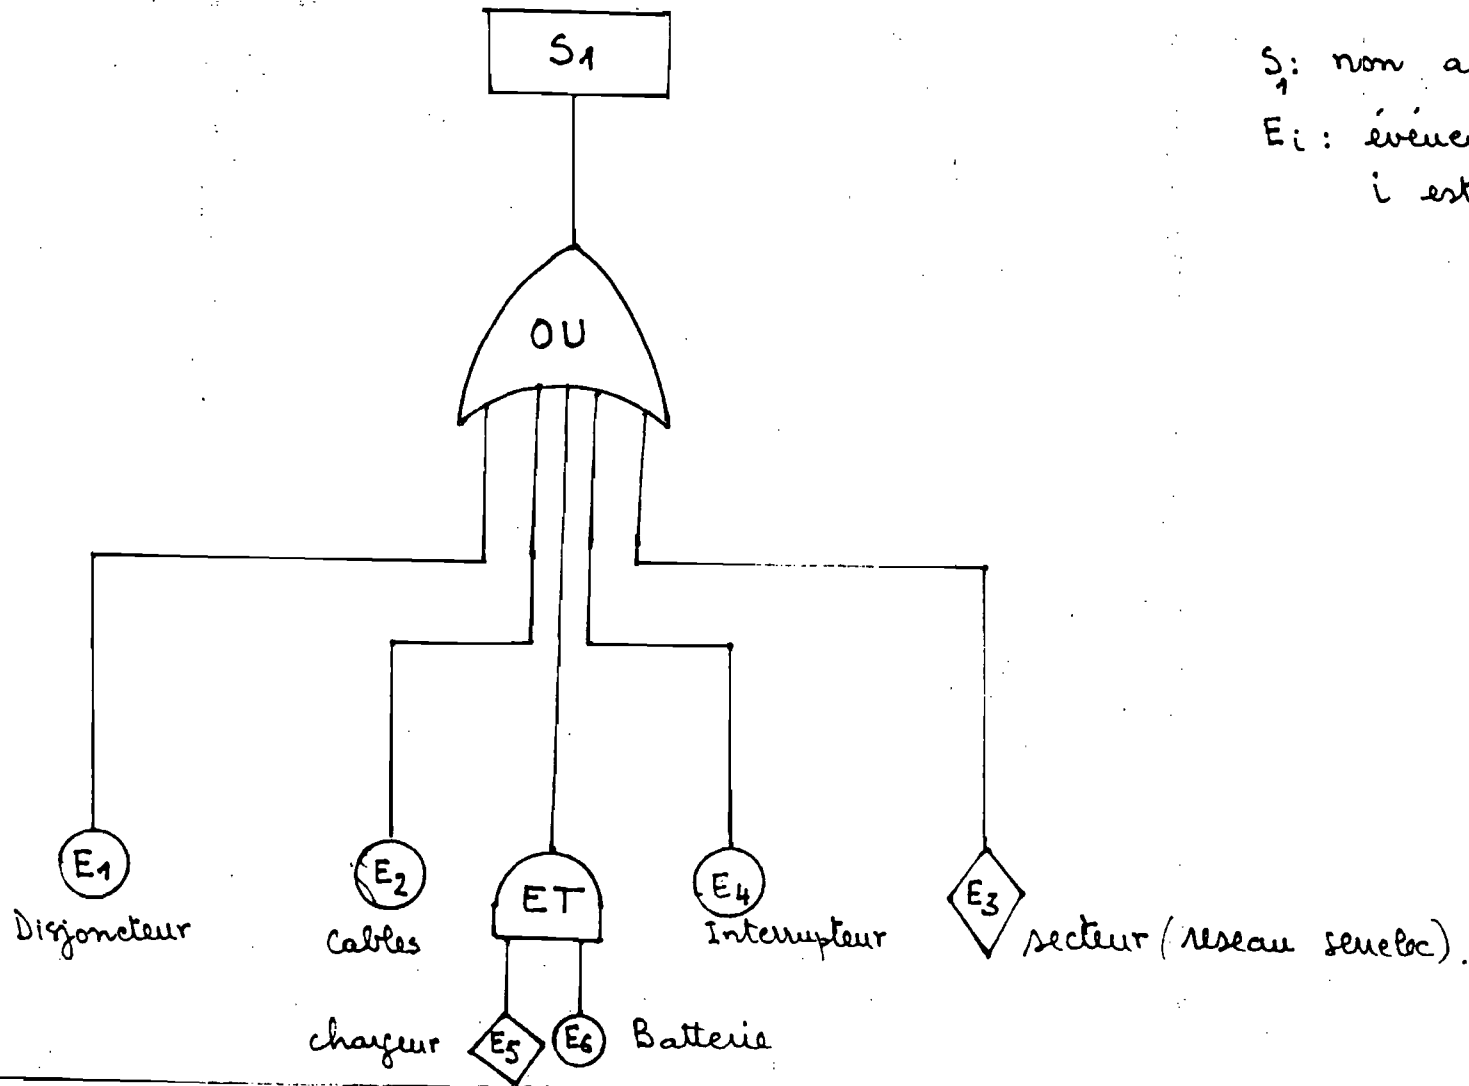 S1
S1: non a
Ei:
i est
OU
E1
E2
ET
E4
E3
Disjoncteur
cables
Interrupteur
secteur (reseau senelec).
chargeur
E5
E6
Batterie